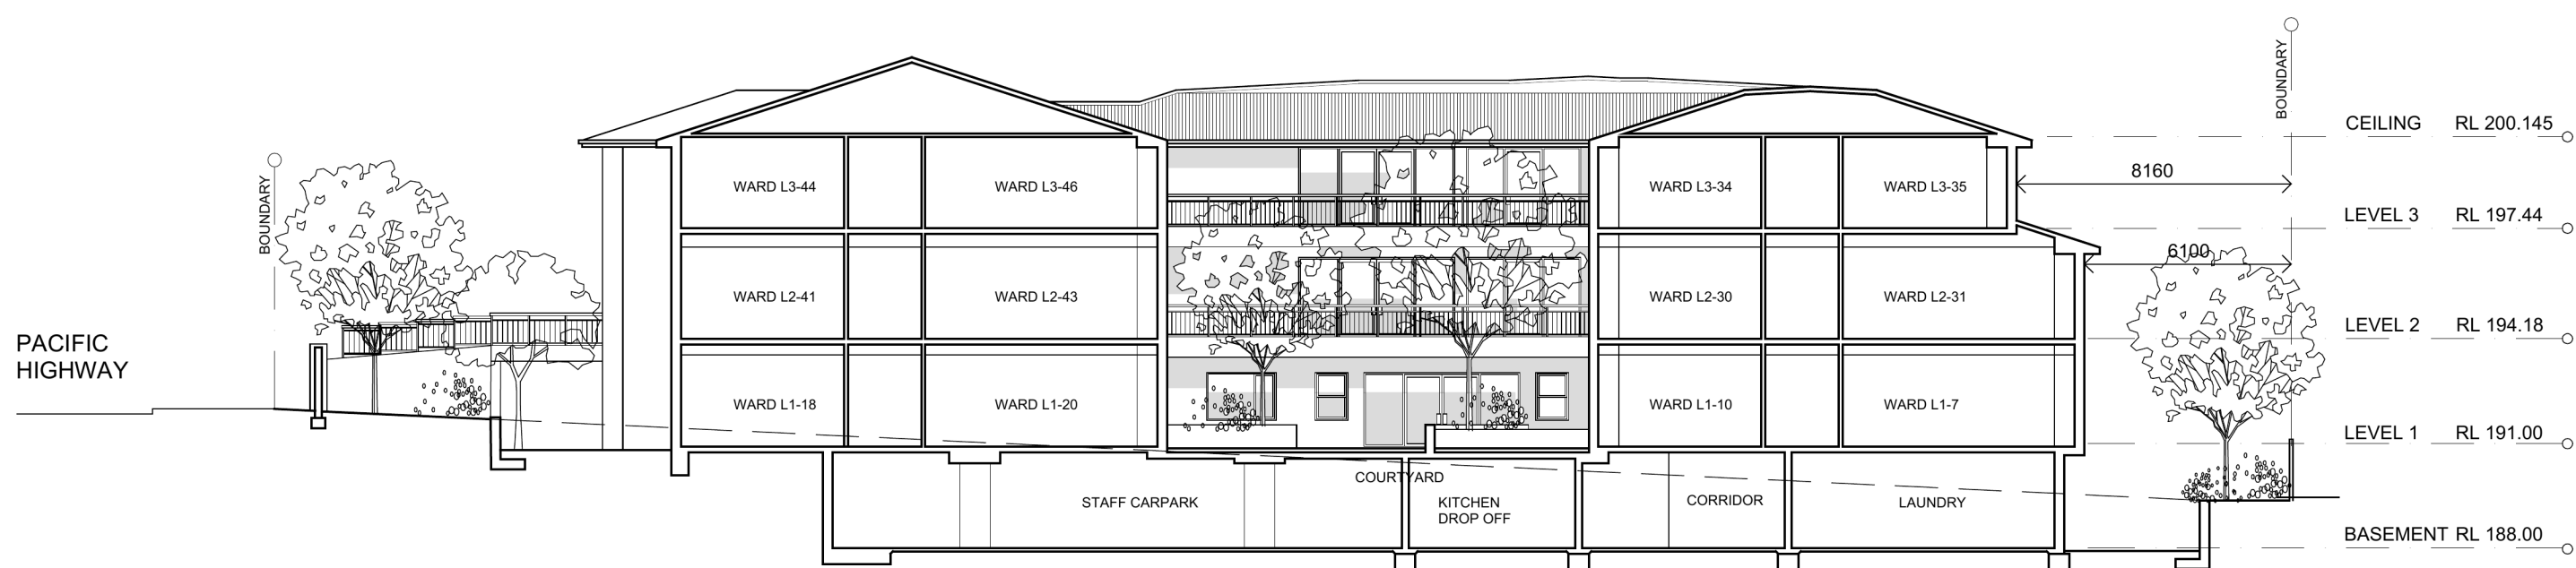 BOUNDARY
BOUNDARY
CEILING RL 200.145
8160
WARD L3-44
WARD L3-46
WARD L3-34
WARD L3-35
LEVEL 3 RL 197.44
6100
WARD L2-41
WARD L2-43
WARD L2-30
WARD L2-31
LEVEL 2 RL 194.18
PACIFIC
HIGHWAY
WARD L1-18
WARD L1-20
WARD L1-10
WARD L1-7
LEVEL 1 RL 191.00
COURTYARD
STAFF CARPARK
KITCHEN
DROP OFF
CORRIDOR
LAUNDRY
BASEMENT RL 188.00